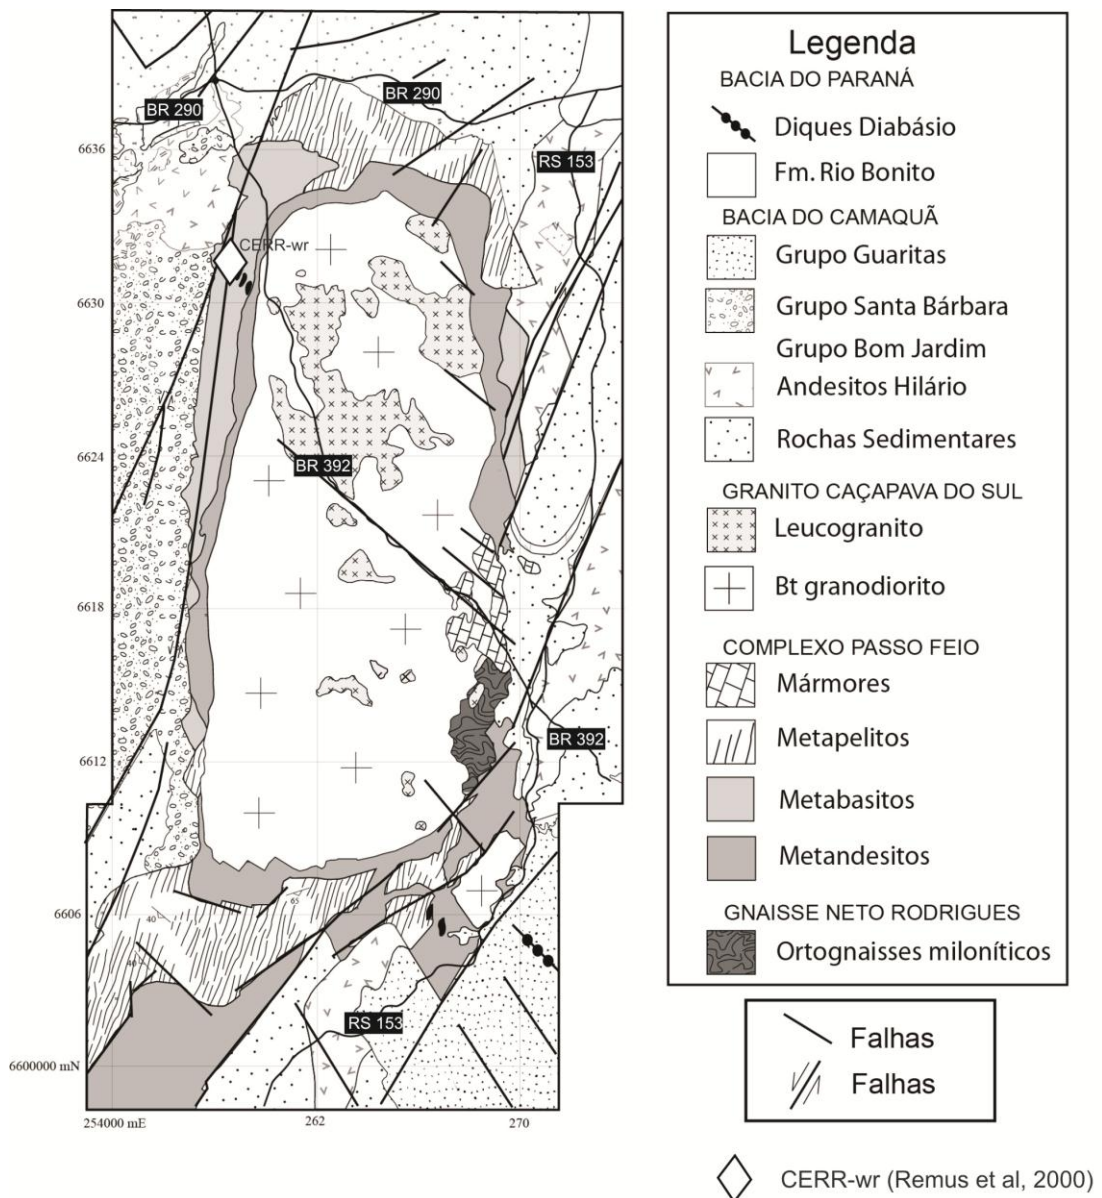 BR 290
BR 290
6636
RS 153
CERR-wr
6630
6624
BR 392
6618
6612
BR 392
65
40
6606
40
RS 153
6600000 mN
254000 mE
262
270
Legenda
BACIA DO PARANÁ
Diques Diabásio
Fm. Rio Bonito
BACIA DO CAMAQUÃ
Grupo Guaritas
Grupo Santa Bárbara
Grupo Bom Jardim
Andesitos Hilário
Rochas Sedimentares
GRANITO CAÇAPAVA DO SUL
Leucogranito
Bt granodiorito
COMPLEXO PASSO FEIO
Mármores
Metapelitos
Metabasitos
Metandesitos
GNAISSE NETO RODRIGUES
Ortognaisses miloníticos
Falhas
Falhas
CERR-wr (Remus et al, 2000)